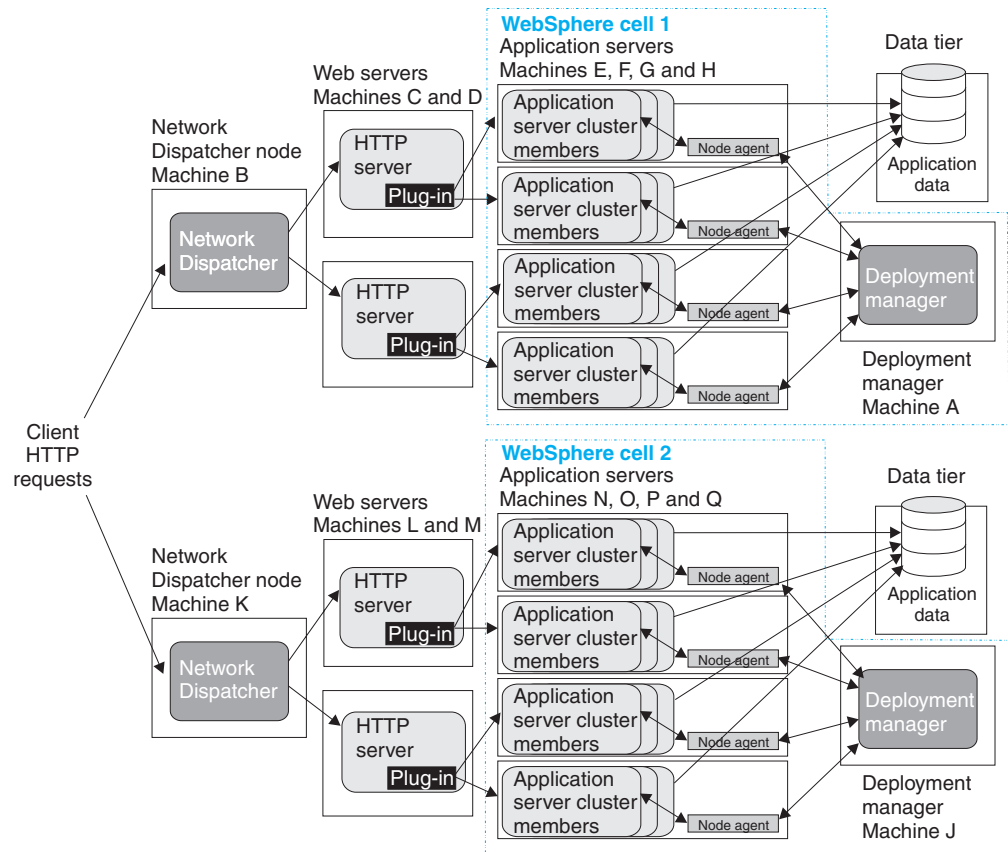 WebSphere cell 1
Application servers
Machines E, F, G and H
Data tier
Web servers
Machines C and D
Network
Dispatcher node
Machine B
Network
Dispatcher
HTTP
server
Plug-in
HTTP
server
Plug-in
Application
server cluster
members
Node agent
Application
server cluster
members
Node agent
Application
server cluster
members
Node agent
Application
server cluster
members
Node agent
Application
data
Deployment
manager
Deployment
manager
Machine A
Client
HTTP
requests
WebSphere cell 2
Application servers
Machines N, O, P and Q
Data tier
Web servers
Machines L and M
Network
Dispatcher node
Machine K
Network
Dispatcher
HTTP
server
Plug-in
HTTP
server
Plug-in
Application
server cluster
members
Node agent
Application
server cluster
members
Node agent
Application
server cluster
members
Node agent
Application
server cluster
members
Node agent
Application
data
Deployment
manager
Deployment
manager
Machine J